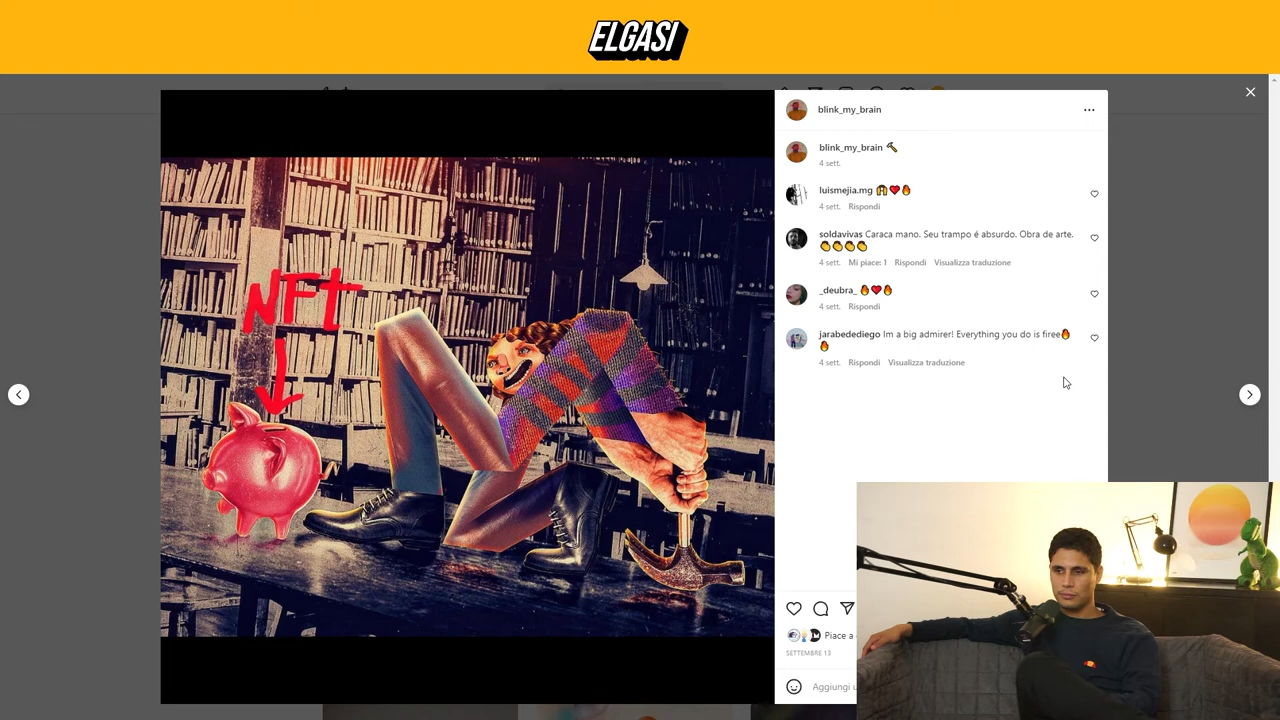 ELGASI
blink_my_brain
blink_my_brain
4 sett.
luismejia.mg
4 sett. Rispondi
soldavivas Caraca mano. Seu trampo é absurdo. Obra de arte.
4 sett. Mi piace: 1 Rispondi Visualizza traduzione
_deubra_
4 sett. Rispondi
jarabedediego Im a big admirer! Everything you do is firee
4 sett. Rispondi Visualizza traduzione
NFt
Piace a
SETTEMBRE 13
Aggiungi